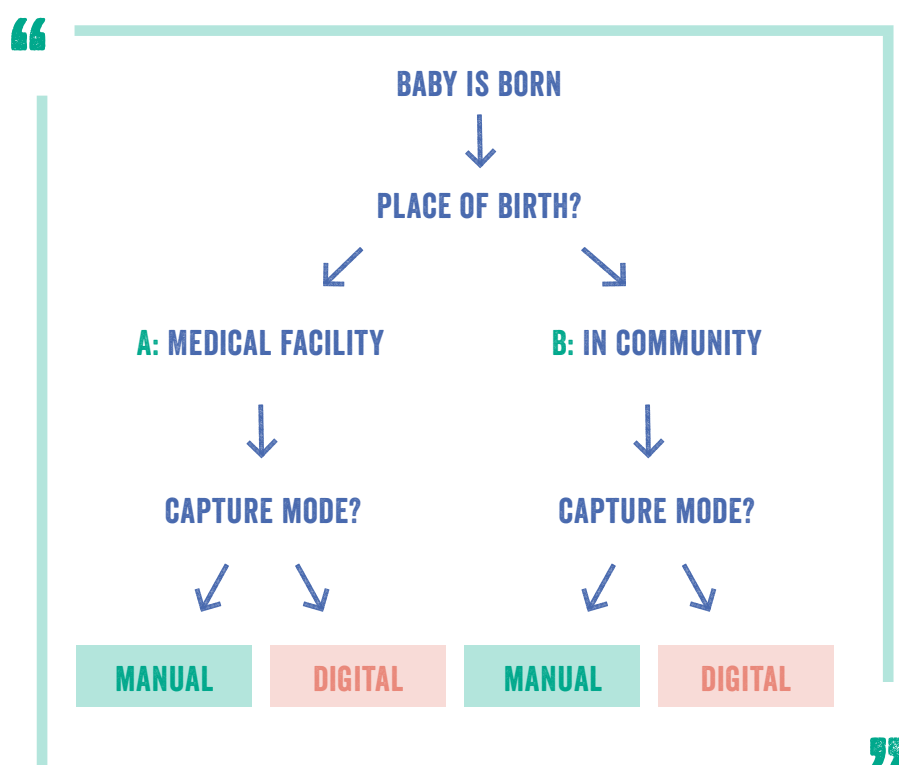 “
BABY IS BORN
PLACE OF BIRTH?
A: MEDICAL FACILITY
B: IN COMMUNITY
CAPTURE MODE?
CAPTURE MODE?
MANUAL
DIGITAL
MANUAL
DIGITAL
”